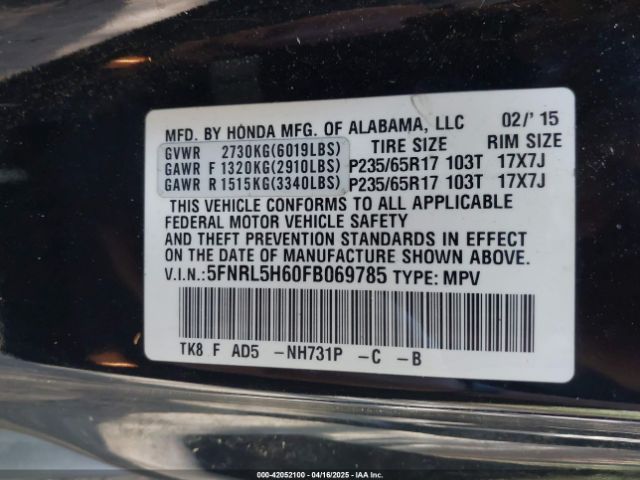 MFD. BY HONDA MFG. OF ALABAMA, LLC 02/' 15
TIRE SIZE RIM SIZE
GVWR 2730KG(6019LBS)
GAWR F 1320KG(2910LBS) P235/65R17 103T 17X7J
GAWR R 1515KG(3340LBS) P235/65R17 103T 17X7J
THIS VEHICLE CONFORMS TO ALL APPLICABLE
FEDERAL MOTOR VEHICLE SAFETY
AND THEFT PREVENTION STANDARDS IN EFFECT
ON THE DATE OF MANUFACTURE SHOWN ABOVE.
V.I.N.:5FNRL5H60FB069785 TYPE: MPV
TK8 F AD5 -NH731P -C -B
000-42052100 - 04/16/2025 - IAA Inc.